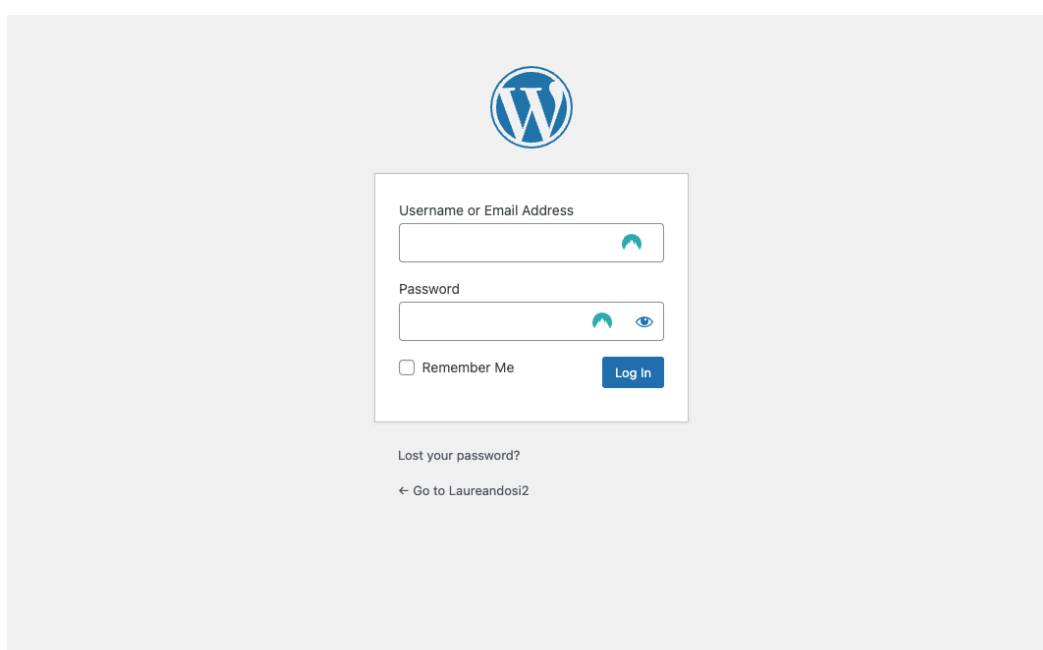 Username or Email Address
Password
Remember Me
Log In
Lost your password?
← Go to Laureandosi2